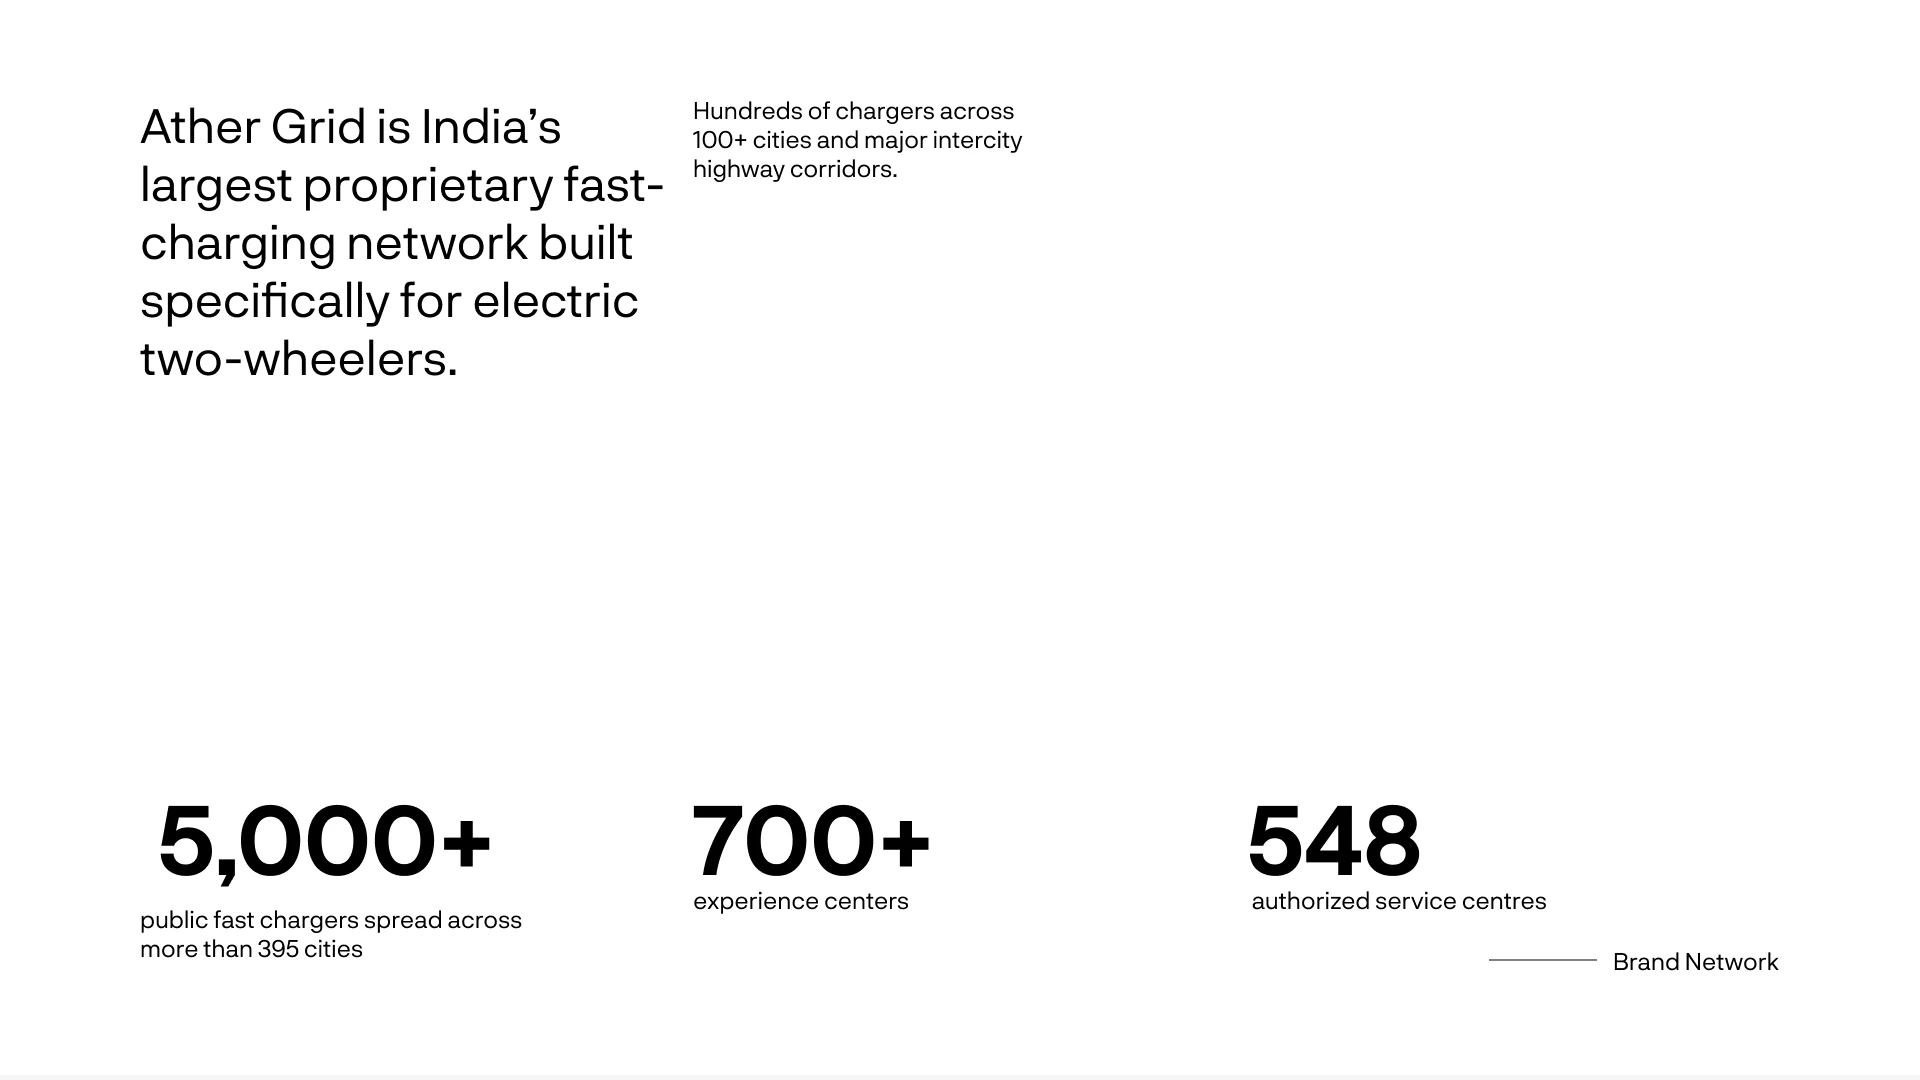 Ather Grid is India’s
largest proprietary fast-
charging network built
specifically for electric
two-wheelers.
Hundreds of chargers across
100+ cities and major intercity
highway corridors.
5,000+
public fast chargers spread across
more than 395 cities
700+
experience centers
548
authorized service centres
Brand Network